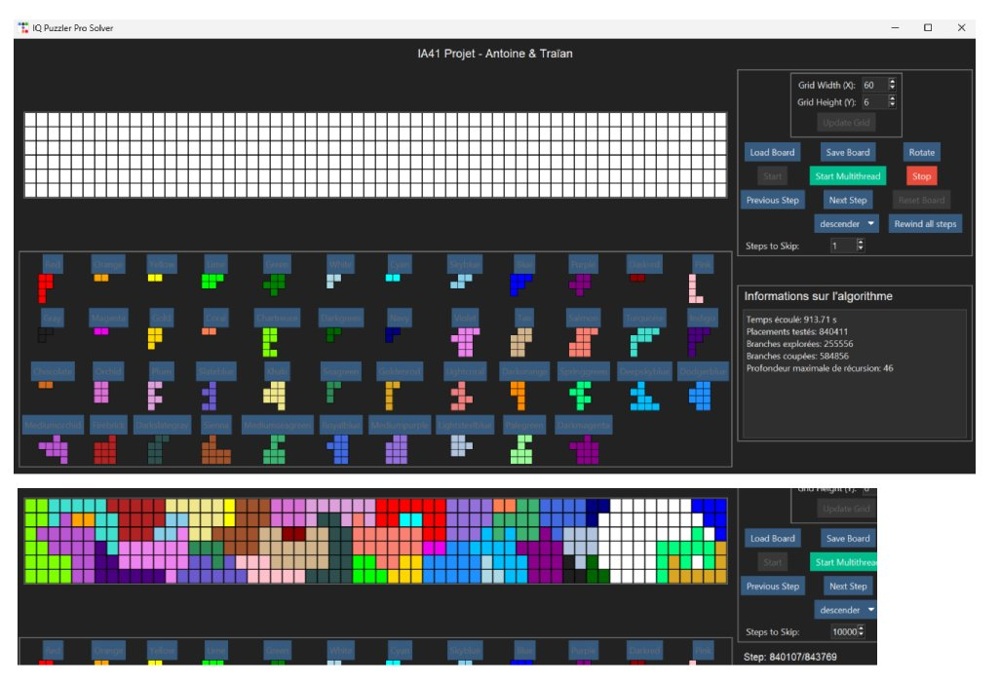 IQ Puzzler Pro Solver
IA41 Projet - Antoine & Traïan
Grid Width (X): 60
Grid Height (Y): 6
Update Grid
Load Board Save Board Rotate
Start Start Multithread Stop
Previous Step Next Step Reset Board
descender Rewind all steps
Steps to Skip: 1
Red Orange Yellow Lime Green White Cyan Skyblue Blue Purple Darkred Pink
Gray Magenta Gold Coral Chartreuse Darkgreen Navy Violet Tan Salmon Turquoise Indigo
Chocolate Orchid Plum Slateblue Khaki Seagreen Goldenrod Lightcoral Darkorange Springgreen Deepskyblue Dodgerblue
Mediumorchid Firebrick Darkslategray Sienna Mediumseagreen Royalblue Mediumpurple Lightsteelblue Palegreen Darkmagenta
Informations sur l'algorithme
Temps écoulé: 913.71 s
Placements testés: 840411
Branches explorées: 255556
Branches coupées: 584856
Profondeur maximale de récursion: 46
Grid Height (Y): 6
Update Grid
Load Board Save Board
Start Start Multithrea
Previous Step Next Step
descender
Steps to Skip: 10000
Step: 840107/843769
Red Orange Yellow Lime Green White Cyan Skyblue Blue Purple Darkred Pink